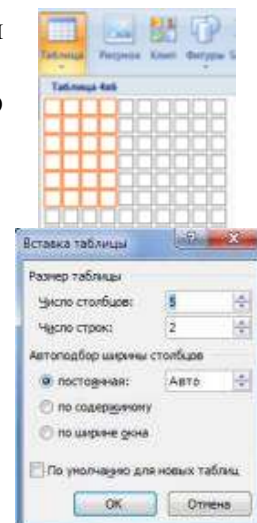 и
Таблица Рисунок Клип Фигуры S
о
Таблица 4x6
Вставка таблицы
Размер таблицы
Число столбцов: 5
Число строк: 2
Автоподбор ширины столбцов
постоянная: Авто
по содержимому
по ширине окна
По умолчанию для новых таблиц
ОК Отмена